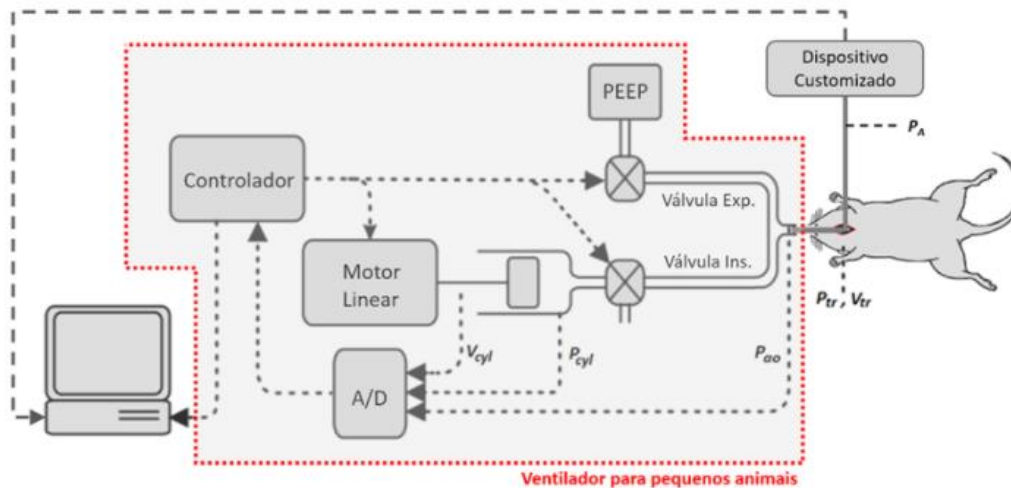 Dispositivo
Customizado
PEEP
P_A
Controlador
Válvula Exp.
Motor
Linear
Válvula Ins.
P_tr , V_tr
V_cyl
P_cyl
P_ao
A/D
Ventilador para pequenos animais